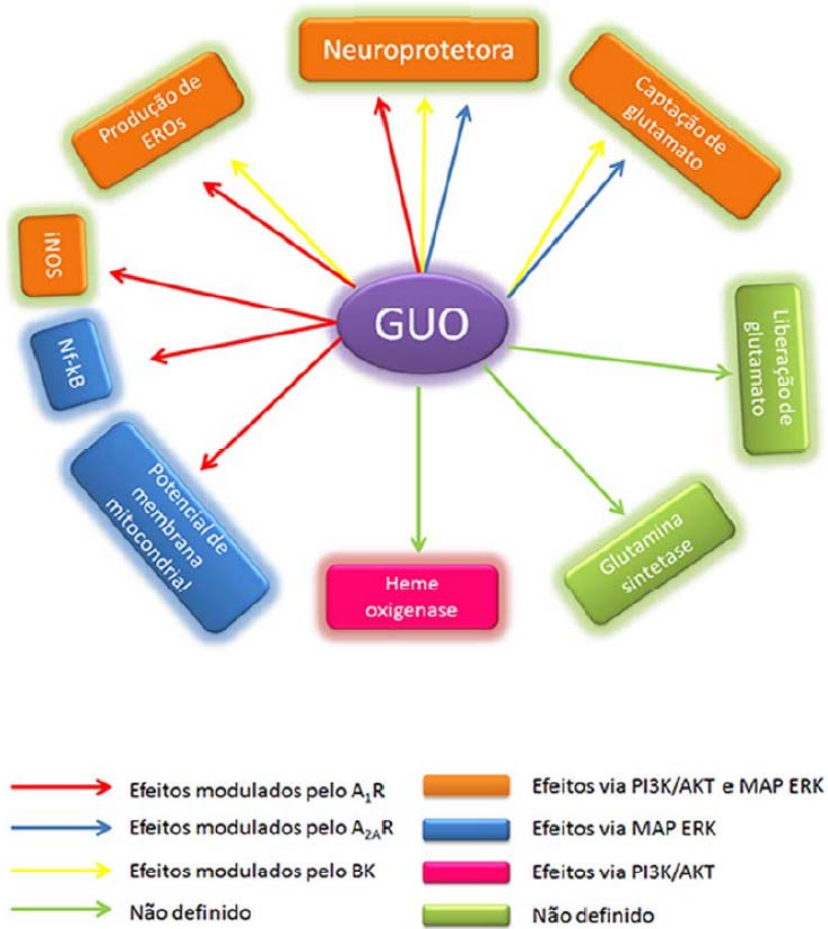 Neuroprotetora
Produção de
EROs
Captação de
glutamato
iNOS
Nf-kB
GUO
Liberação de
glutamato
Potencial de
membrana
mitocondrial
Heme
oxigenase
Glutamina
sintetase
Efeitos modulados pelo A₁R
Efeitos via PI3K/AKT e MAP ERK
Efeitos modulados pelo A₂ₐR
Efeitos via MAP ERK
Efeitos modulados pelo BK
Efeitos via PI3K/AKT
Não definido
Não definido